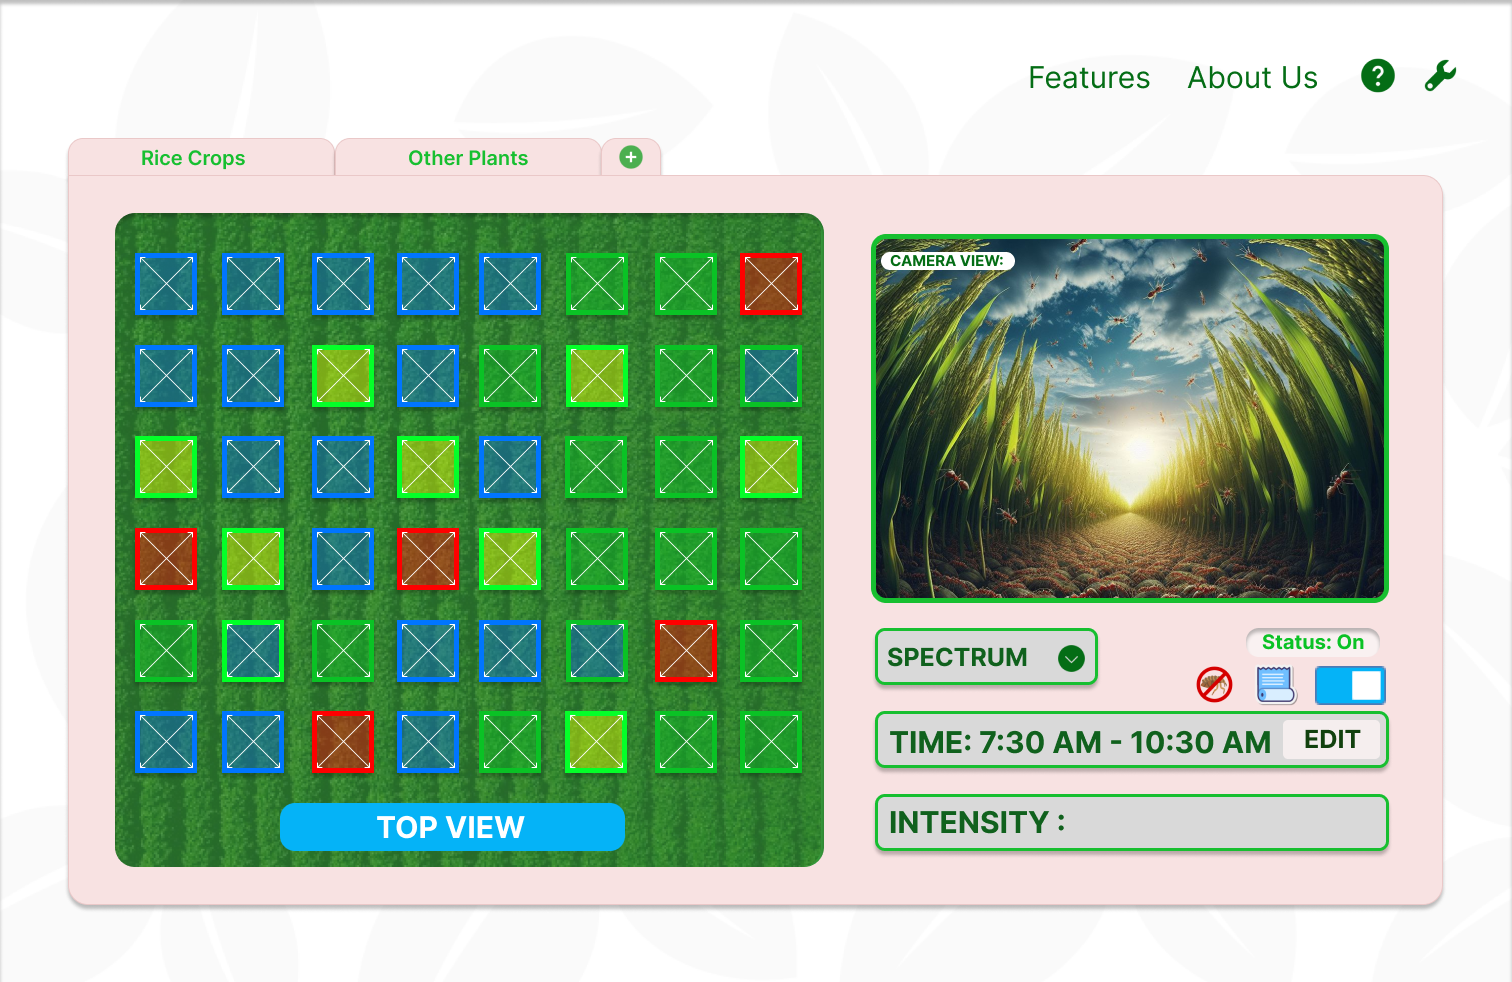 Features About Us ?
Rice Crops Other Plants +
CAMERA VIEW:
SPECTRUM
Status: On
TIME: 7:30 AM - 10:30 AM EDIT
INTENSITY :
TOP VIEW